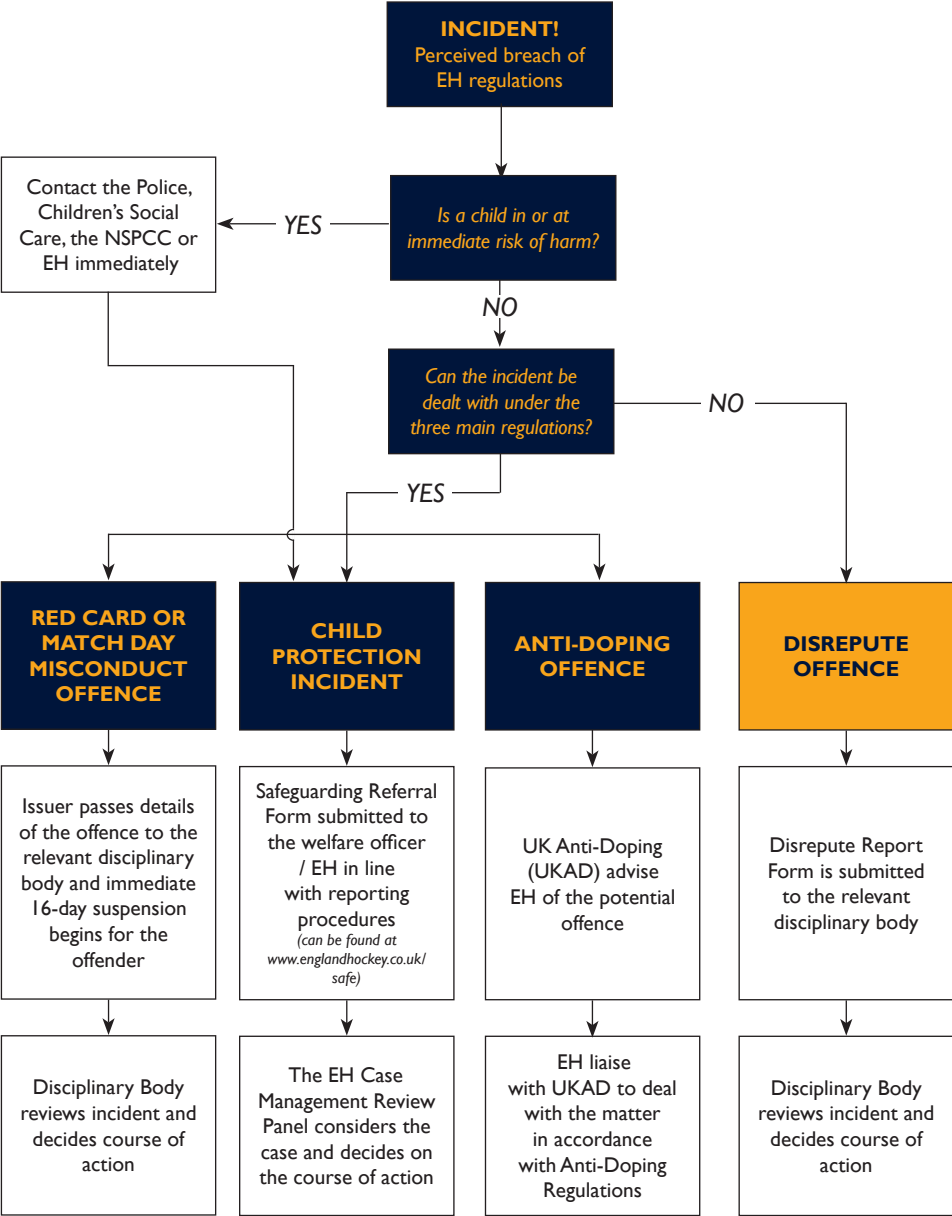 INCIDENT!
Perceived breach of
EH regulations
Contact the Police,
Children's Social
Care, the NSPCC or
EH immediately
YES
Is a child in or at
immediate risk of harm?
NO
Can the incident be
dealt with under the
three main regulations?
NO
YES
RED CARD OR
MATCH DAY
MISCONDUCT
OFFENCE
CHILD
PROTECTION
INCIDENT
ANTI-DOPING
OFFENCE
DISREPUTE
OFFENCE
Issuer passes details
of the offence to the
relevant disciplinary
body and immediate
16-day suspension
begins for the
offender
Safeguarding Referral
Form submitted to
the welfare officer
/ EH in line
with reporting
procedures
(can be found at
www.englandhockey.co.uk/
safe)
UK Anti-Doping
(UKAD) advise
EH of the potential
offence
Disrepute Report
Form is submitted
to the relevant
disciplinary body
Disciplinary Body
reviews incident and
decides course of
action
The EH Case
Management Review
Panel considers the
case and decides on
the course of action
EH liaise
with UKAD to deal
with the matter
in accordance
with Anti-Doping
Regulations
Disciplinary Body
reviews incident and
decides course of
action